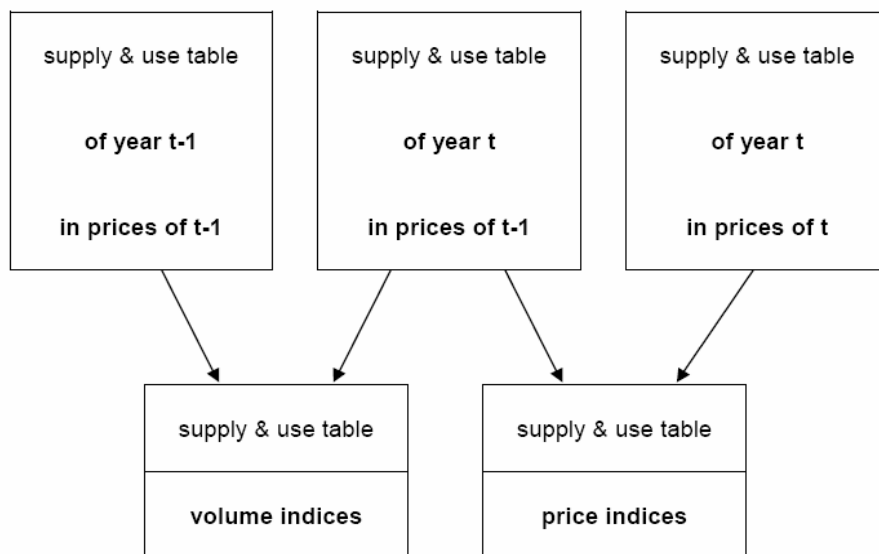 supply & use table
of year t-1
in prices of t-1
supply & use table
of year t
in prices of t-1
supply & use table
of year t
in prices of t
supply & use table
volume indices
supply & use table
price indices